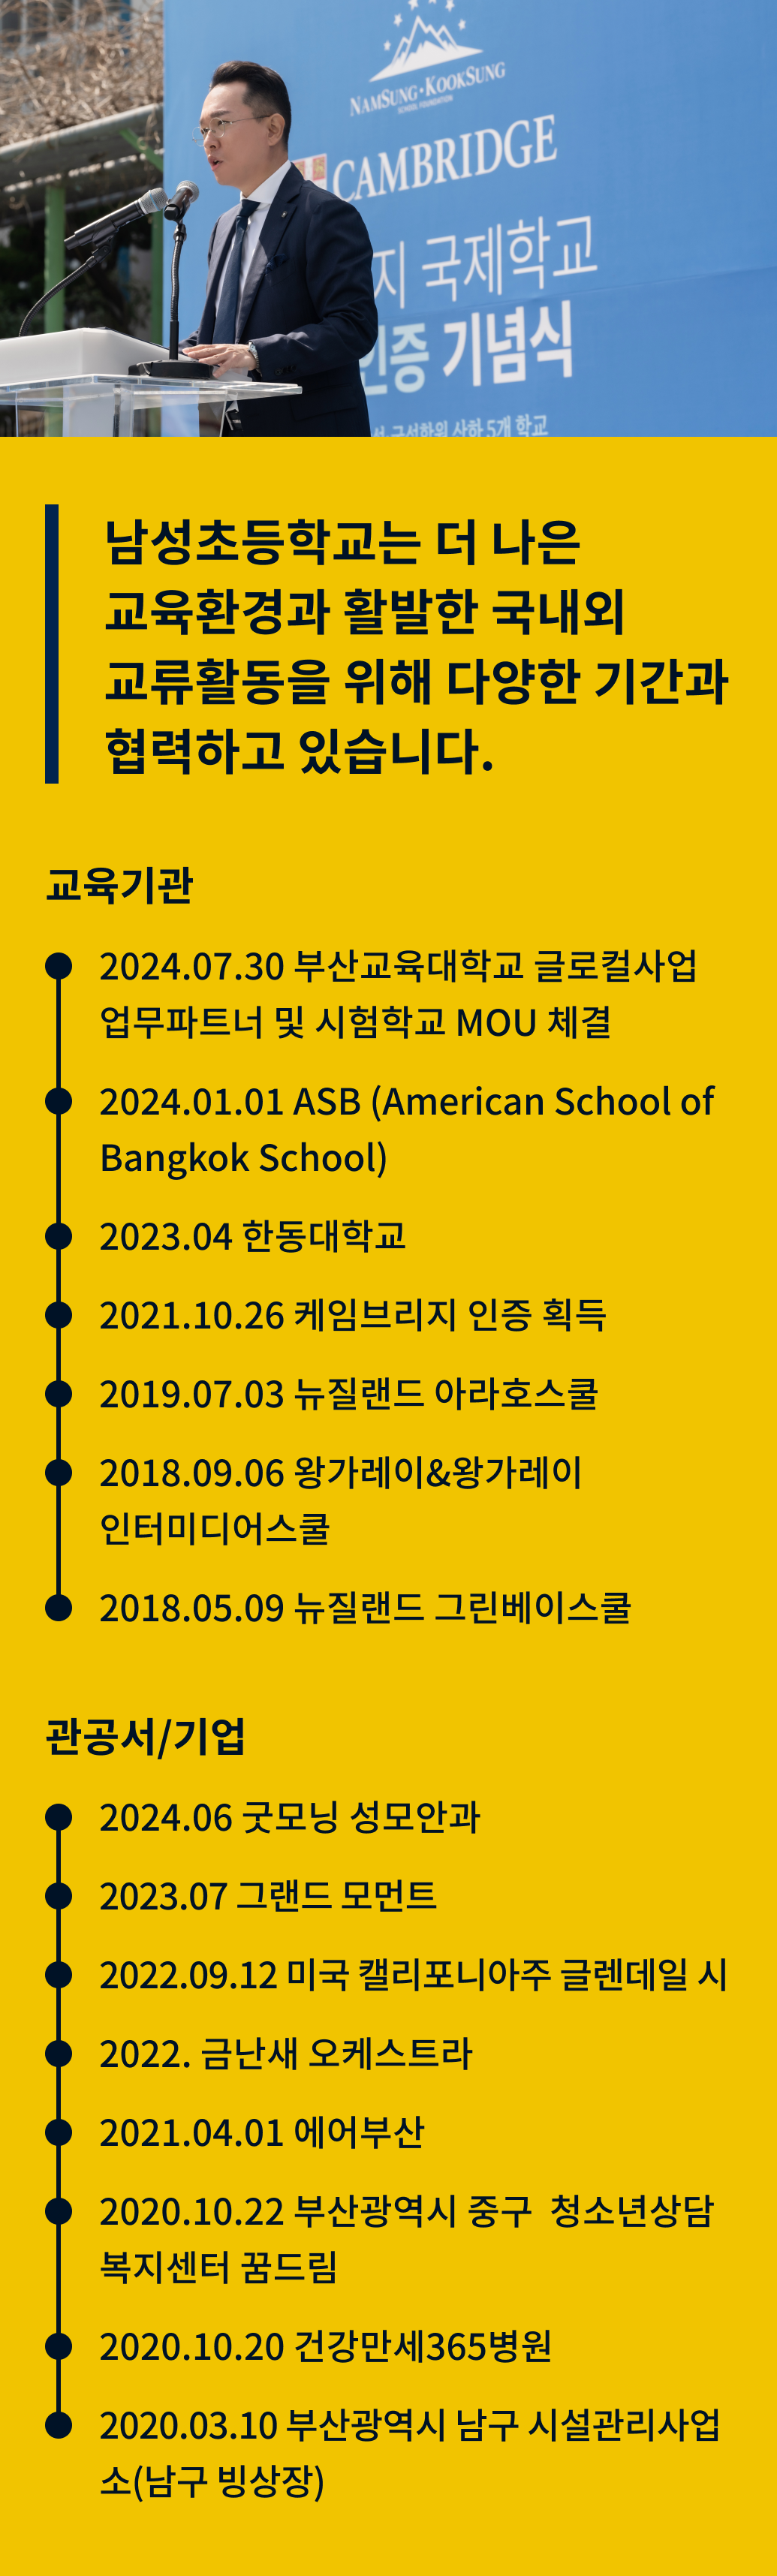 NAMSUNG·KOOKSUNG
SCHOOL FOUNDATION
CAMBRIDGE
지 국제학교
인증 기념식
국성학원 산하 5개 학교
남성초등학교는 더 나은
교육환경과 활발한 국내외
교류활동을 위해 다양한 기간과
협력하고 있습니다.
교육기관
2024.07.30 부산교육대학교 글로컬사업
업무파트너 및 시험학교 MOU 체결
2024.01.01 ASB (American School of
Bangkok School)
2023.04 한동대학교
2021.10.26 케임브리지 인증 획득
2019.07.03 뉴질랜드 아라호스쿨
2018.09.06 왕가레이&왕가레이
인터미디어스쿨
2018.05.09 뉴질랜드 그린베이스쿨
관공서/기업
2024.06 굿모닝 성모안과
2023.07 그랜드 모먼트
2022.09.12 미국 캘리포니아주 글렌데일 시
2022. 금난새 오케스트라
2021.04.01 에어부산
2020.10.22 부산광역시 중구  청소년상담
복지센터 꿈드림
2020.10.20 건강만세365병원
2020.03.10 부산광역시 남구 시설관리사업
소(남구 빙상장)